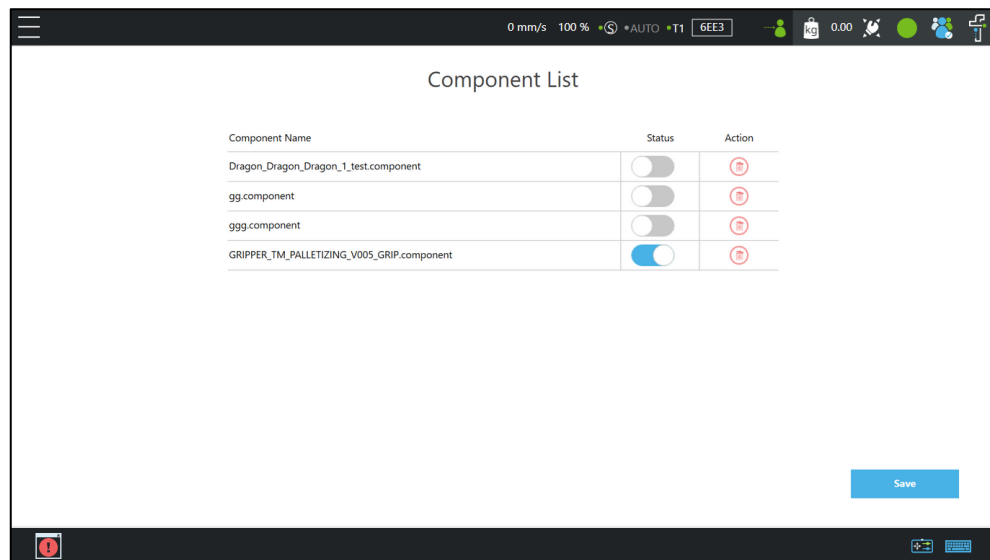 0 mm/s 100 % S AUTO T1 6EE3 kg 0.00
Component List
Component Name Status Action
Dragon_Dragon_Dragon_1_test.component
gg.component
ggg.component
GRIPPER_TM_PALLETIZING_V005_GRIP.component
Save